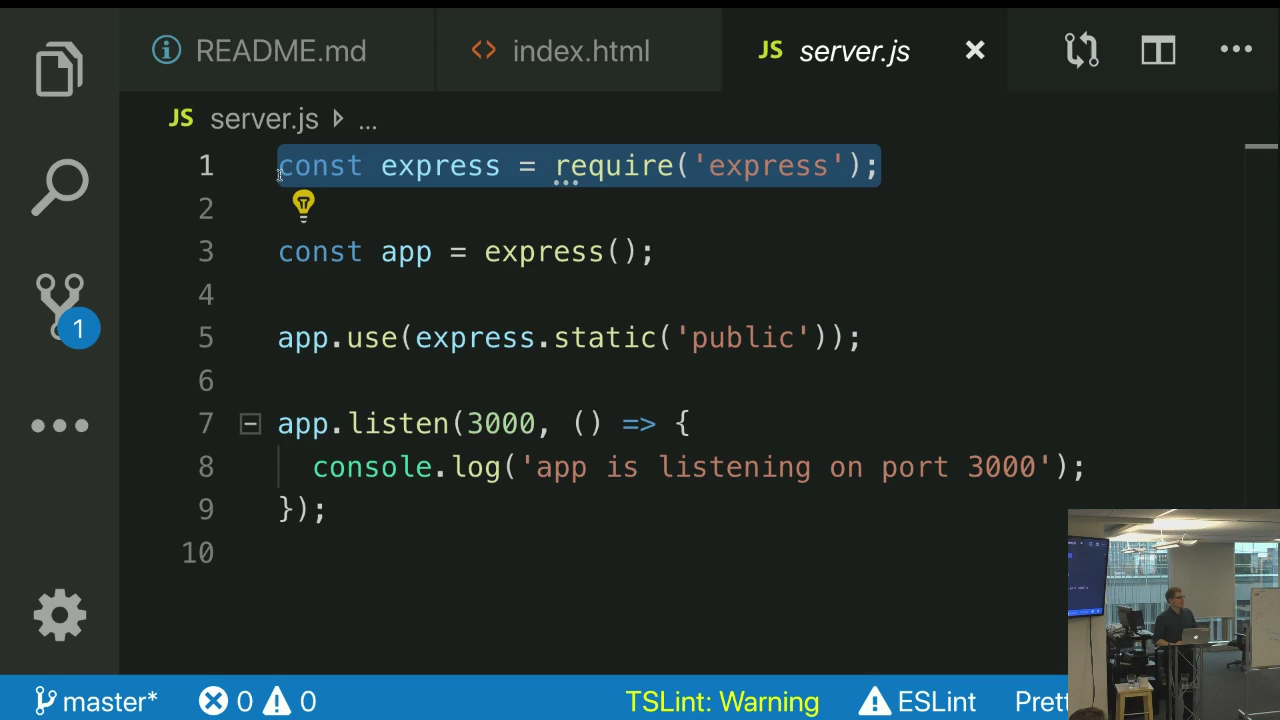 README.md
<> index.html
JS server.js
JS server.js ...
1 const express = require('express');
2
3 const app = express();
4
5 app.use(express.static('public'));
6
7 app.listen(3000, () => {
8 console.log('app is listening on port 3000');
9 });
10
1
master* 0 0 TSLint: Warning ESLint Prett